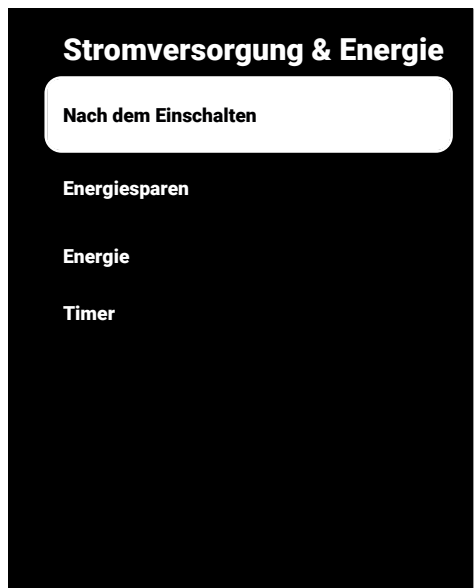 Stromversorgung & Energie
Nach dem Einschalten
Energiesparen
Energie
Timer